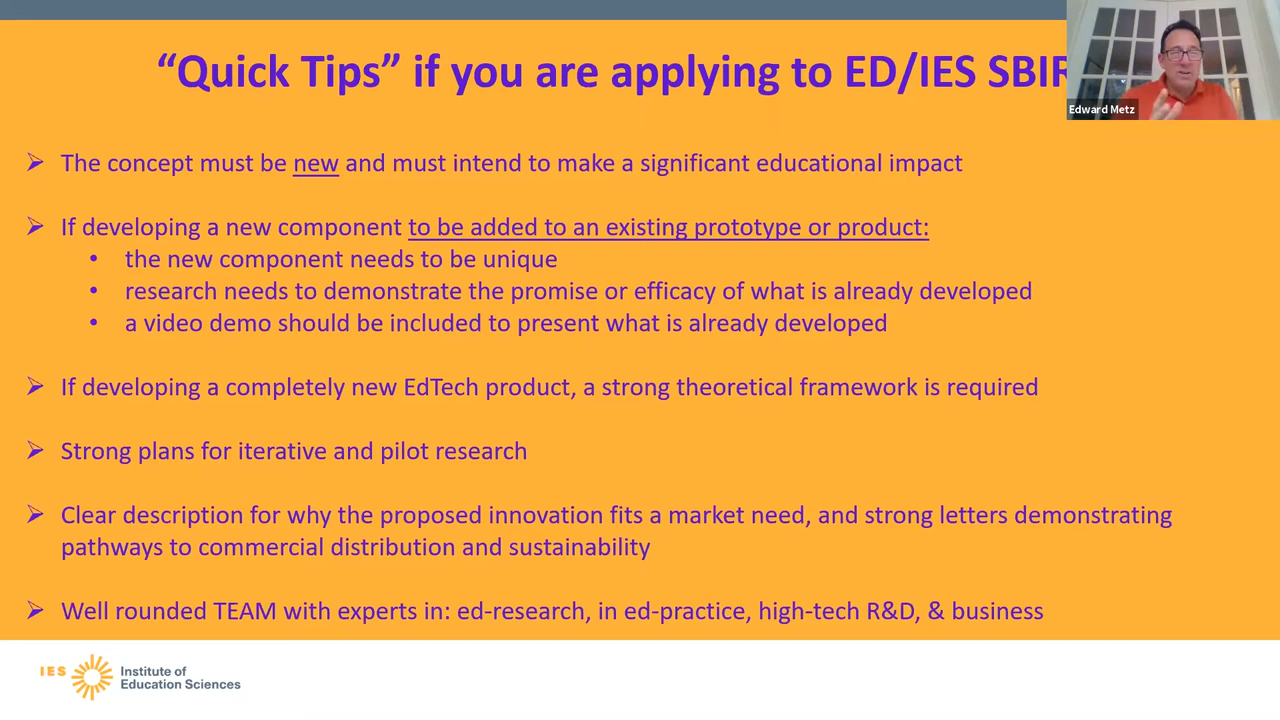 “Quick Tips” if you are applying to ED/IES SBIR
Edward Metz
➢ The concept must be new and must intend to make a significant educational impact
➢ If developing a new component to be added to an existing prototype or product:
• the new component needs to be unique
• research needs to demonstrate the promise or efficacy of what is already developed
• a video demo should be included to present what is already developed
➢ If developing a completely new EdTech product, a strong theoretical framework is required
➢ Strong plans for iterative and pilot research
➢ Clear description for why the proposed innovation fits a market need, and strong letters demonstrating
pathways to commercial distribution and sustainability
➢ Well rounded TEAM with experts in: ed-research, in ed-practice, high-tech R&D, & business
IES
Institute of
Education Sciences